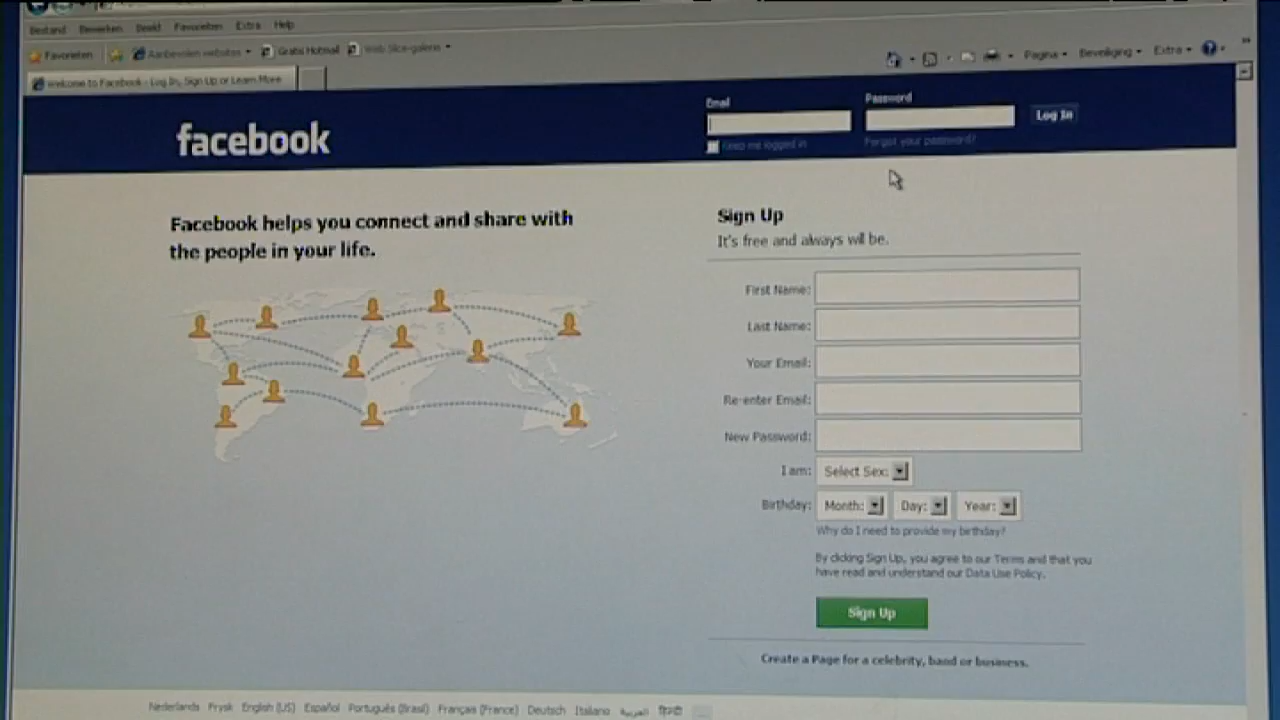 Bestand Bewerken Beeld Favorieten Extra Help
Favorieten Aanbevolen websites Gratis Hotmail Web Slice-galerie
Pagina Beveiliging Extra
Welcome to Facebook - Log In, Sign Up or Learn More
facebook
Email Password
Log In
Keep me logged in Forgot your password?
Facebook helps you connect and share with
the people in your life.
Sign Up
It's free and always will be.
First Name:
Last Name:
Your Email:
Re-enter Email:
New Password:
I am: Select Sex:
Birthday: Month: Day: Year:
Why do I need to provide my birthday?
By clicking Sign Up, you agree to our Terms and that you
have read and understand our Data Use Policy.
Sign Up
Create a Page for a celebrity, band or business.
Nederlands Frysk English (US) Español Português (Brasil) Français (France) Deutsch Italiano العربية हिन्दी ...